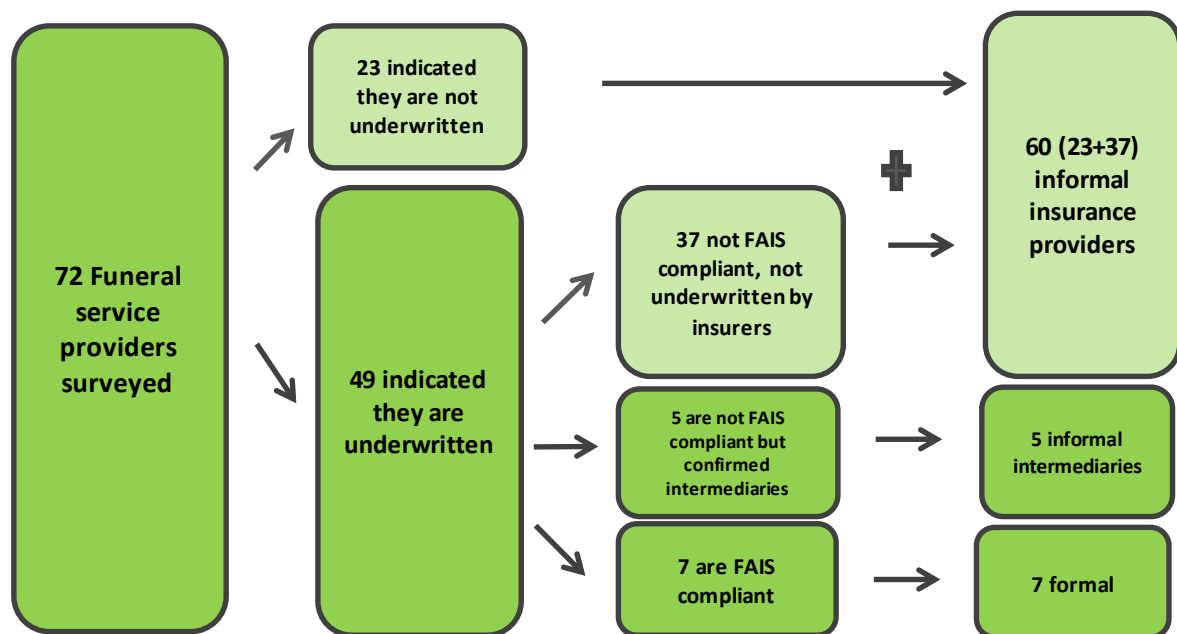 72 Funeral
service
providers
surveyed
23 indicated
they are not
underwritten
49 indicated
they are
underwritten
37 not FAIS
compliant, not
underwritten by
insurers
5 are not FAIS
compliant but
confirmed
intermediaries
7 are FAIS
compliant
60 (23+37)
informal
insurance
providers
5 informal
intermediaries
7 formal